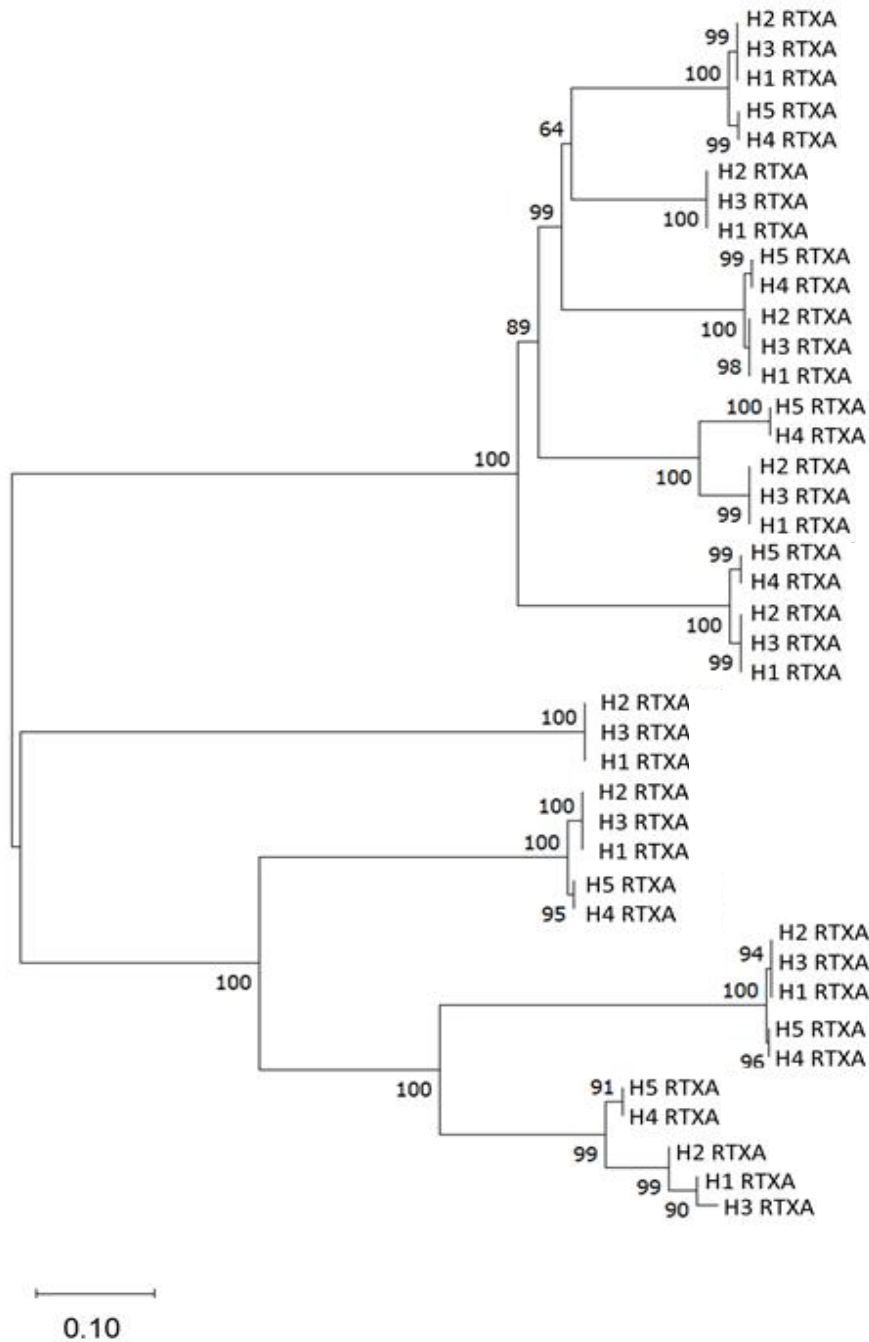 H2 RTXA
99
H3 RTXA
100
H1 RTXA
H5 RTXA
64
99 H4 RTXA
H2 RTXA
H3 RTXA
99
100
H1 RTXA
99 H5 RTXA
H4 RTXA
H2 RTXA
89
100
H3 RTXA
98
H1 RTXA
100 H5 RTXA
H4 RTXA
100
H2 RTXA
100
H3 RTXA
99
H1 RTXA
99 H5 RTXA
H4 RTXA
H2 RTXA
100
H3 RTXA
99
H1 RTXA
H2 RTXA
100
H3 RTXA
H1 RTXA
H2 RTXA
100
H3 RTXA
100
H1 RTXA
H5 RTXA
95 H4 RTXA
H2 RTXA
94
H3 RTXA
100
100
H1 RTXA
H5 RTXA
96 H4 RTXA
91 H5 RTXA
100
H4 RTXA
99
H2 RTXA
99
H1 RTXA
90
H3 RTXA
0.10